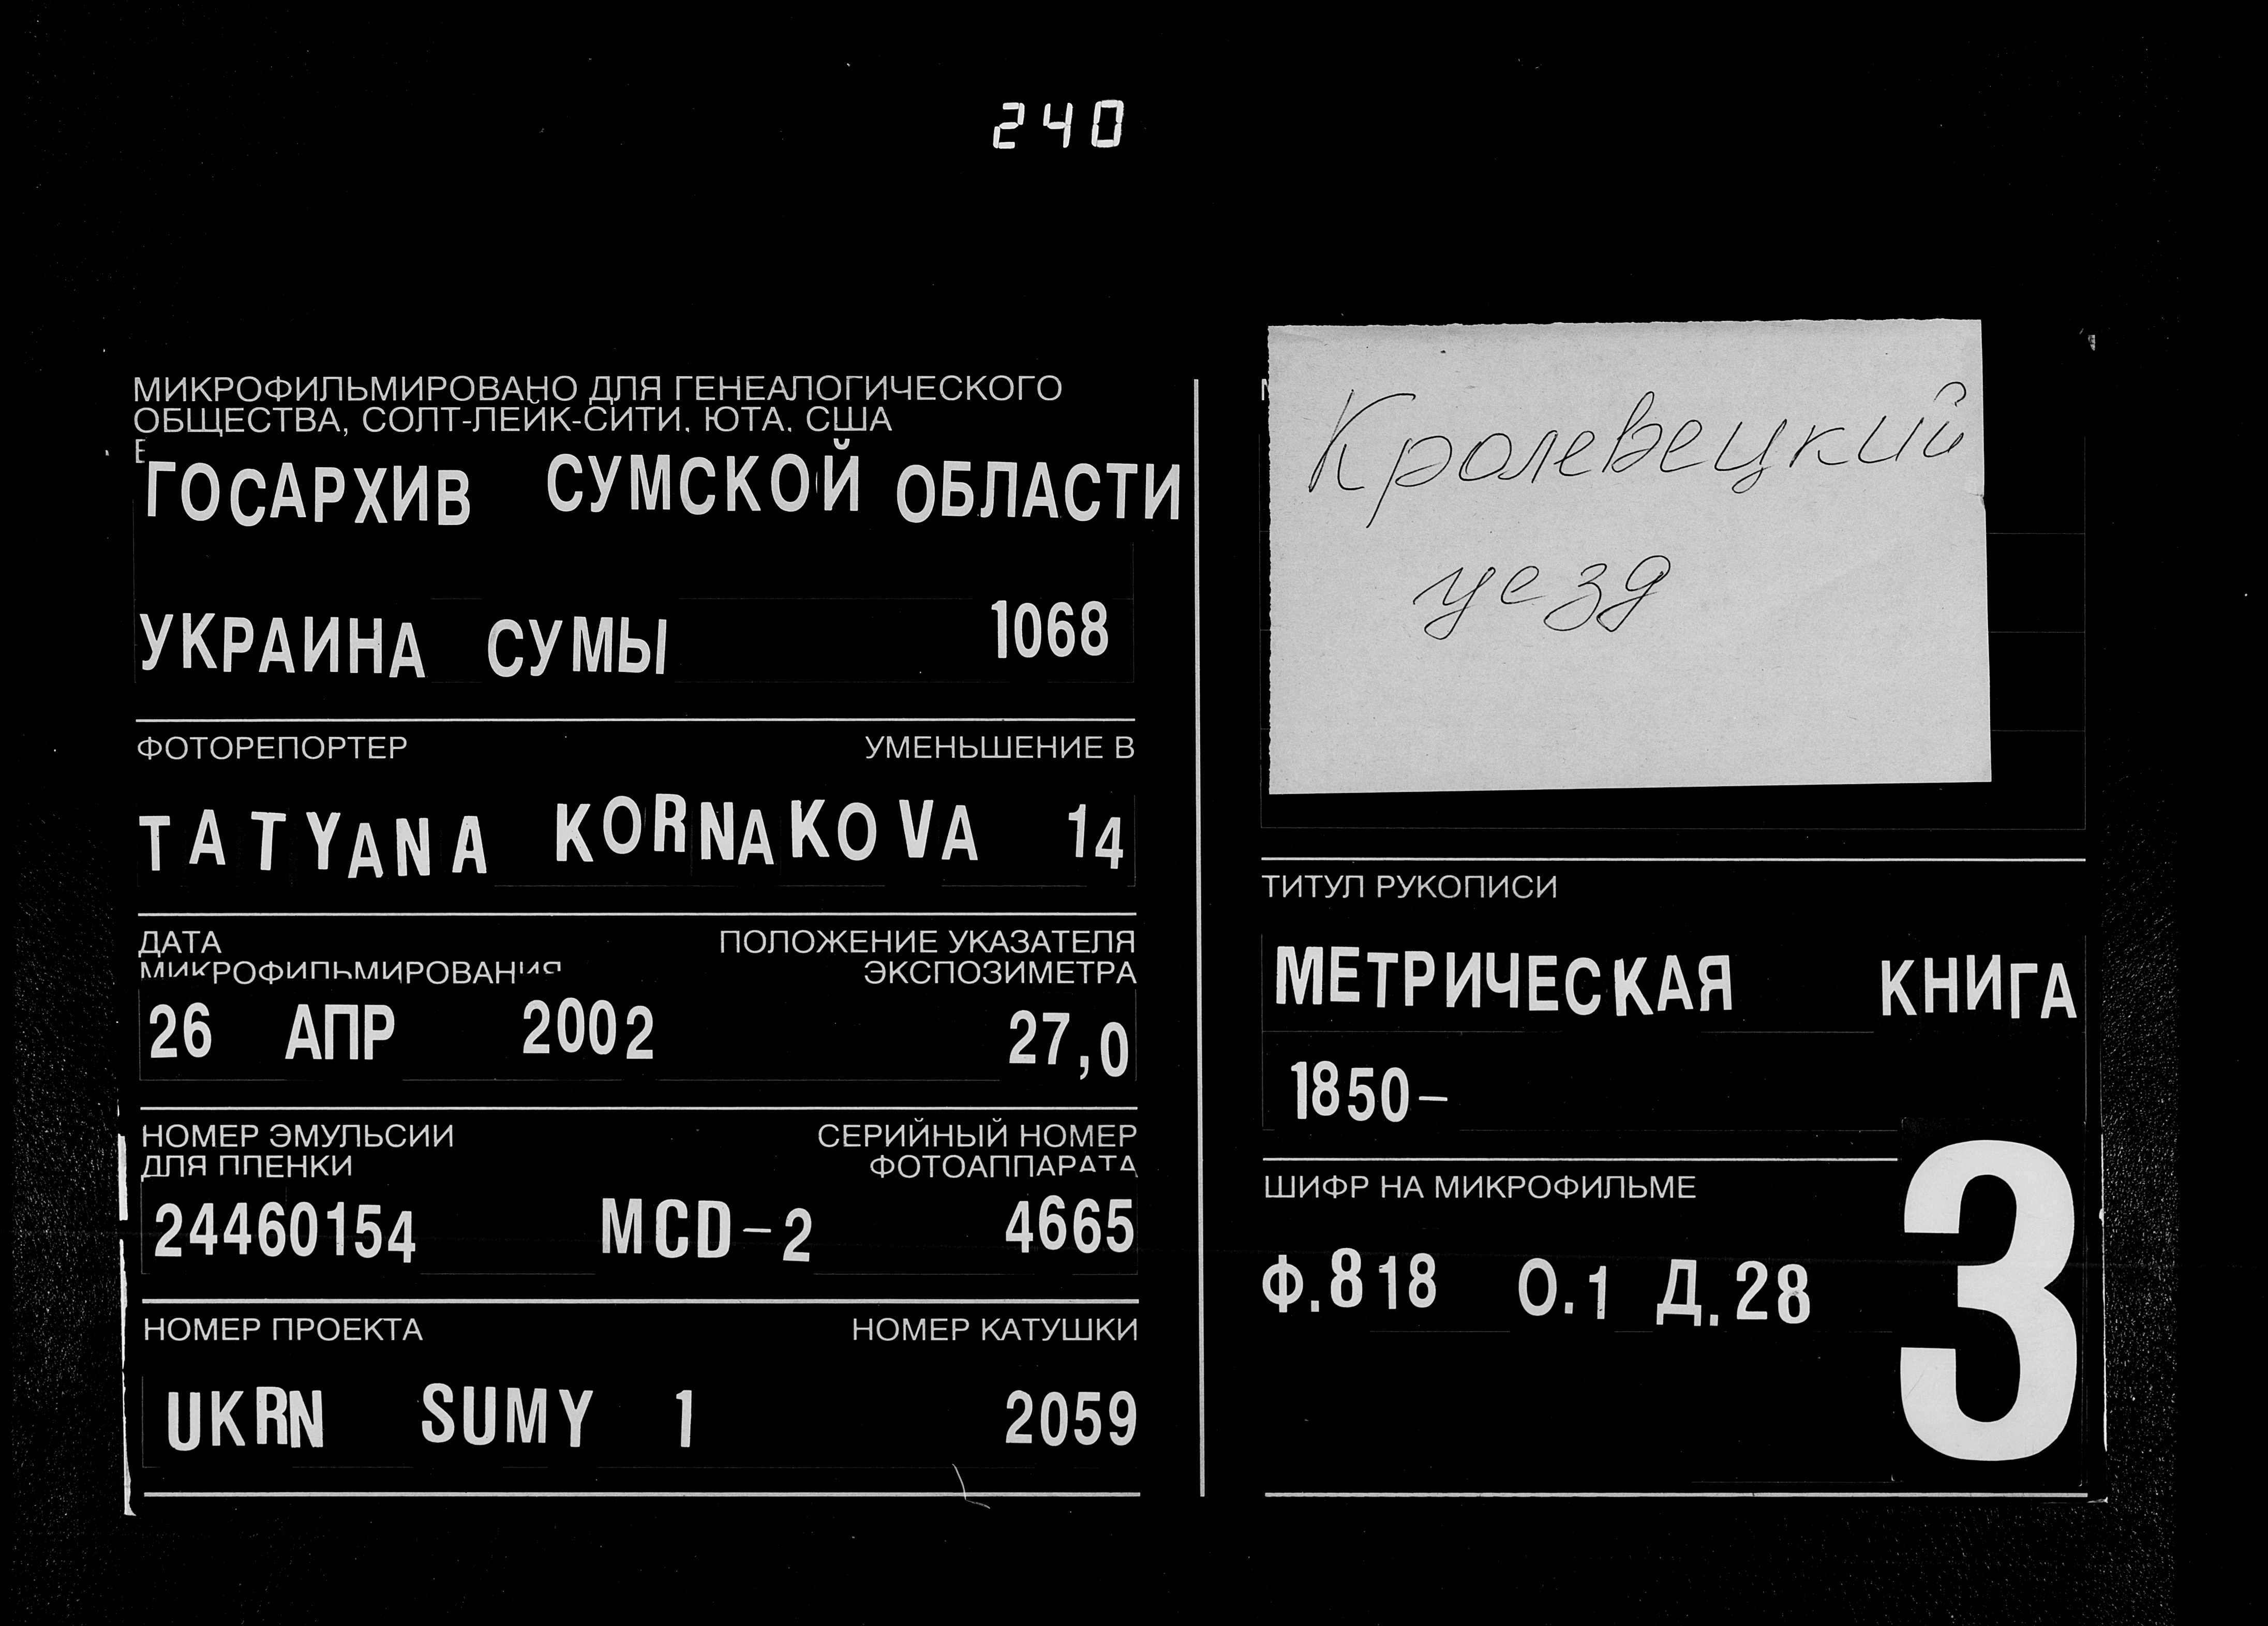 240
МИКРОФИЛЬМИРОВАНО ДЛЯ ГЕНЕАЛОГИЧЕСКОГО
ОБЩЕСТВА, СОЛТ-ЛЕЙК-СИТИ, ЮТА, США
В
ГОСАРХИВ СУМСКОЙ ОБЛАСТИ
УКРАИНА СУМЫ 1068
ФОТОРЕПОРТЕР УМЕНЬШЕНИЕ В
TATYANA KORNAKOVA 14
ДАТА ПОЛОЖЕНИЕ УКАЗАТЕЛЯ
МИКРОФИЛЬМИРОВАНИЯ ЭКСПОЗИМЕТРА
26 АПР 2002 27,0
НОМЕР ЭМУЛЬСИИ СЕРИЙНЫЙ НОМЕР
ДЛЯ ПЛЕНКИ ФОТОАППАРАТА
24460154 MCD-2 4665
НОМЕР ПРОЕКТА НОМЕР КАТУШКИ
UKRN SUMY 1 2059
Кролевецкий
уезд
ТИТУЛ РУКОПИСИ
МЕТРИЧЕСКАЯ КНИГА
1850-
ШИФР НА МИКРОФИЛЬМЕ
Ф.818 О.1 Д.28
3